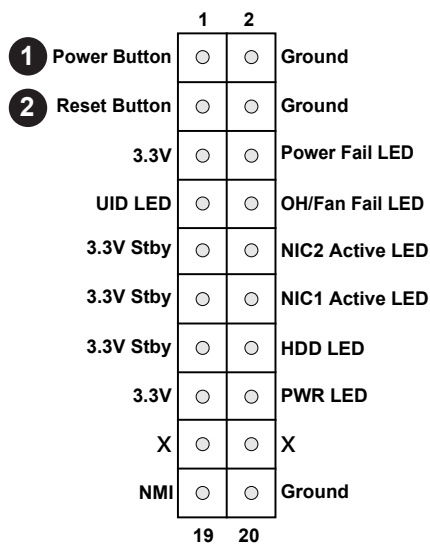 1 2
1 Power Button Ground
2 Reset Button Ground
3.3V Power Fail LED
UID LED OH/Fan Fail LED
3.3V Stby NIC2 Active LED
3.3V Stby NIC1 Active LED
3.3V Stby HDD LED
3.3V PWR LED
X X
NMI Ground
19 20